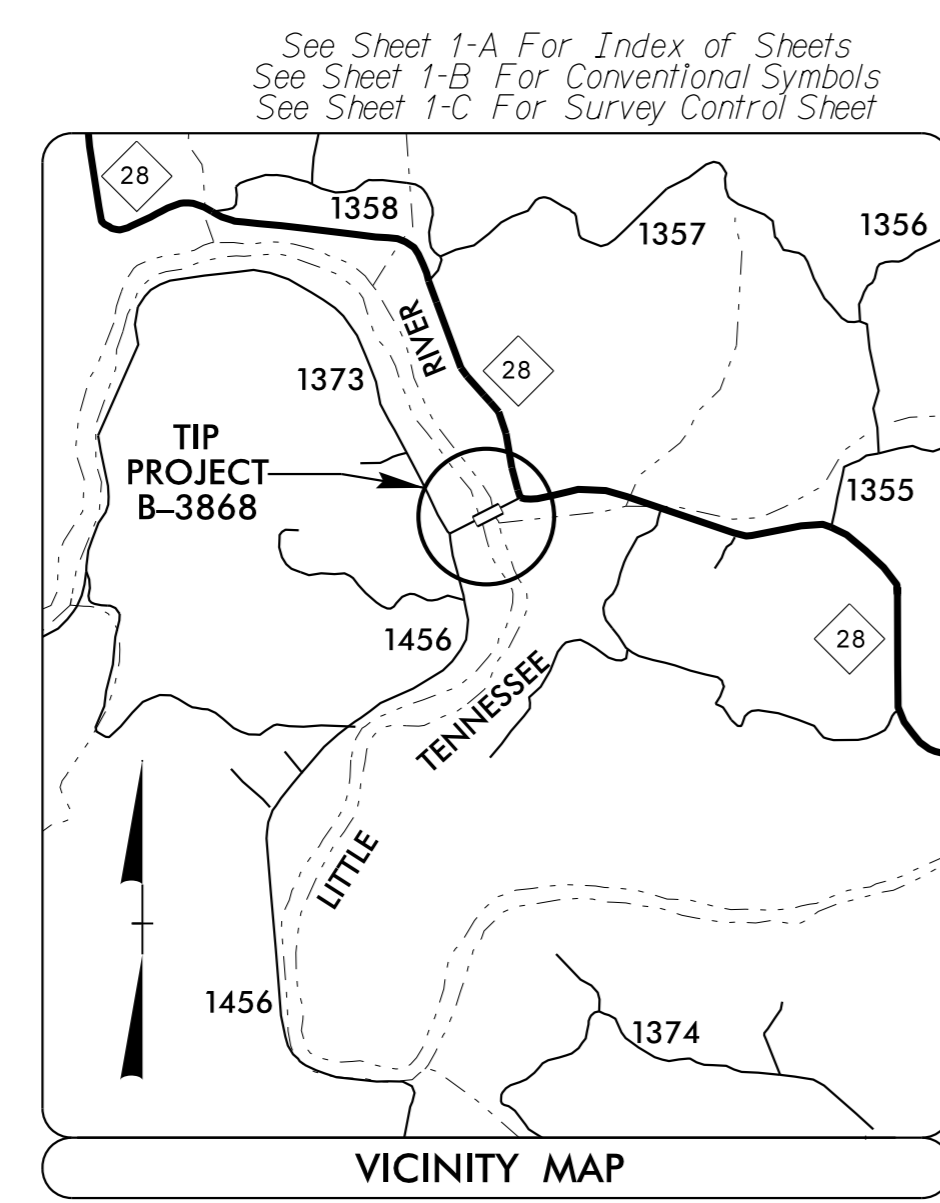 See Sheet 1-A For Index of Sheets
See Sheet 1-B For Conventional Symbols
See Sheet 1-C For Survey Control Sheet
28
1358
1357
1356
RIVER
28
1373
TIP
PROJECT
B–3868
1355
1456
28
TENNESSEE
LITTLE
1456
1374
VICINITY MAP